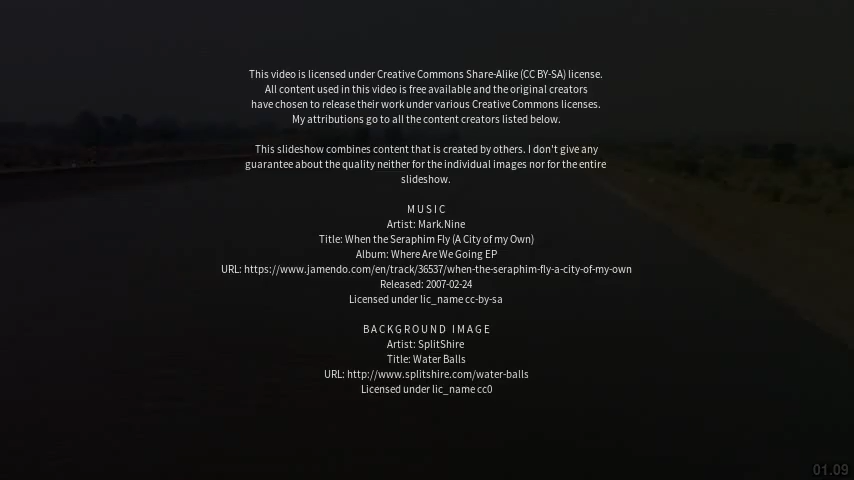 This video is licensed under Creative Commons Share-Alike (CC BY-SA) license.
All content used in this video is free available and the original creators
have chosen to release their work under various Creative Commons licenses.
My attributions go to all the content creators listed below.
This slideshow combines content that is created by others. I don't give any
guarantee about the quality neither for the individual images nor for the entire
slideshow.
MUSIC
Artist: Mark.Nine
Title: When the Seraphim Fly (A City of my Own)
Album: Where Are We Going EP
URL: https://www.jamendo.com/en/track/36537/when-the-seraphim-fly-a-city-of-my-own
Released: 2007-02-24
Licensed under lic_name cc-by-sa
BACKGROUND IMAGE
Artist: SplitShire
Title: Water Balls
URL: http://www.splitshire.com/water-balls
Licensed under lic_name cc0
01.09